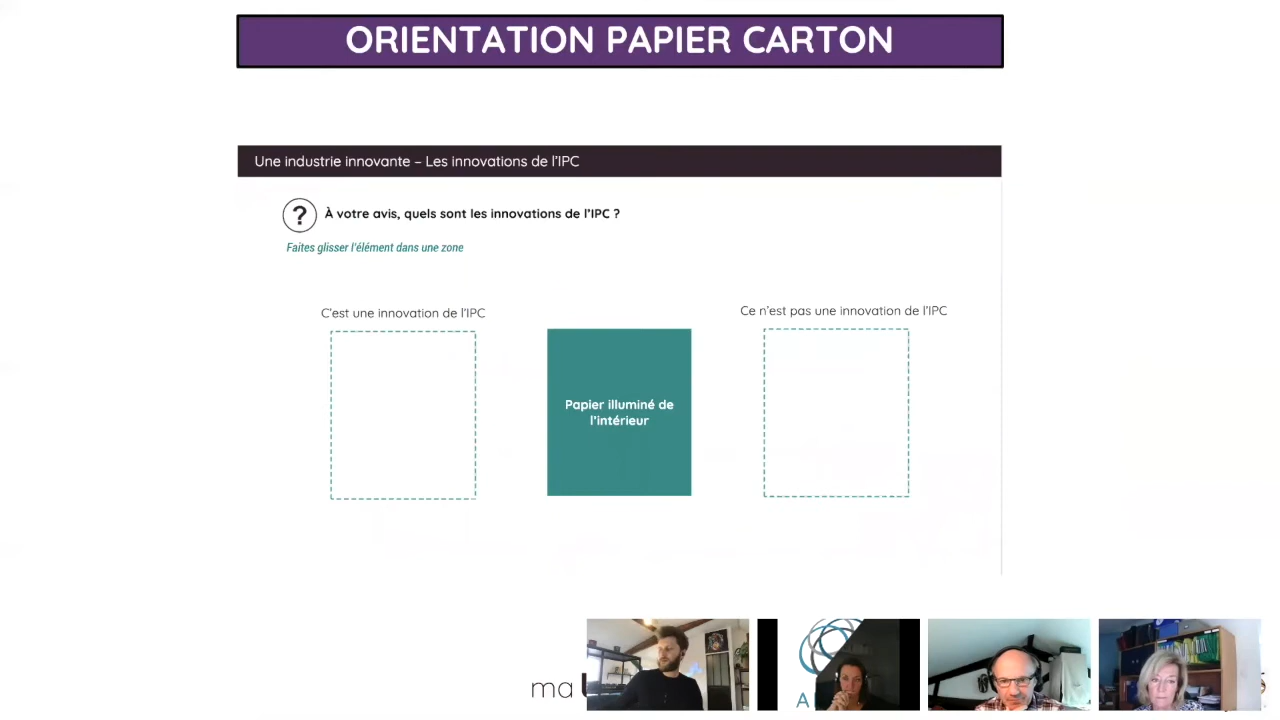 ORIENTATION PAPIER CARTON
Une industrie innovante – Les innovations de l'IPC
?
À votre avis, quels sont les innovations de l'IPC ?
Faites glisser l'élément dans une zone
C'est une innovation de l'IPC
Ce n'est pas une innovation de l'IPC
Papier illuminé de
l'intérieur
ma
A